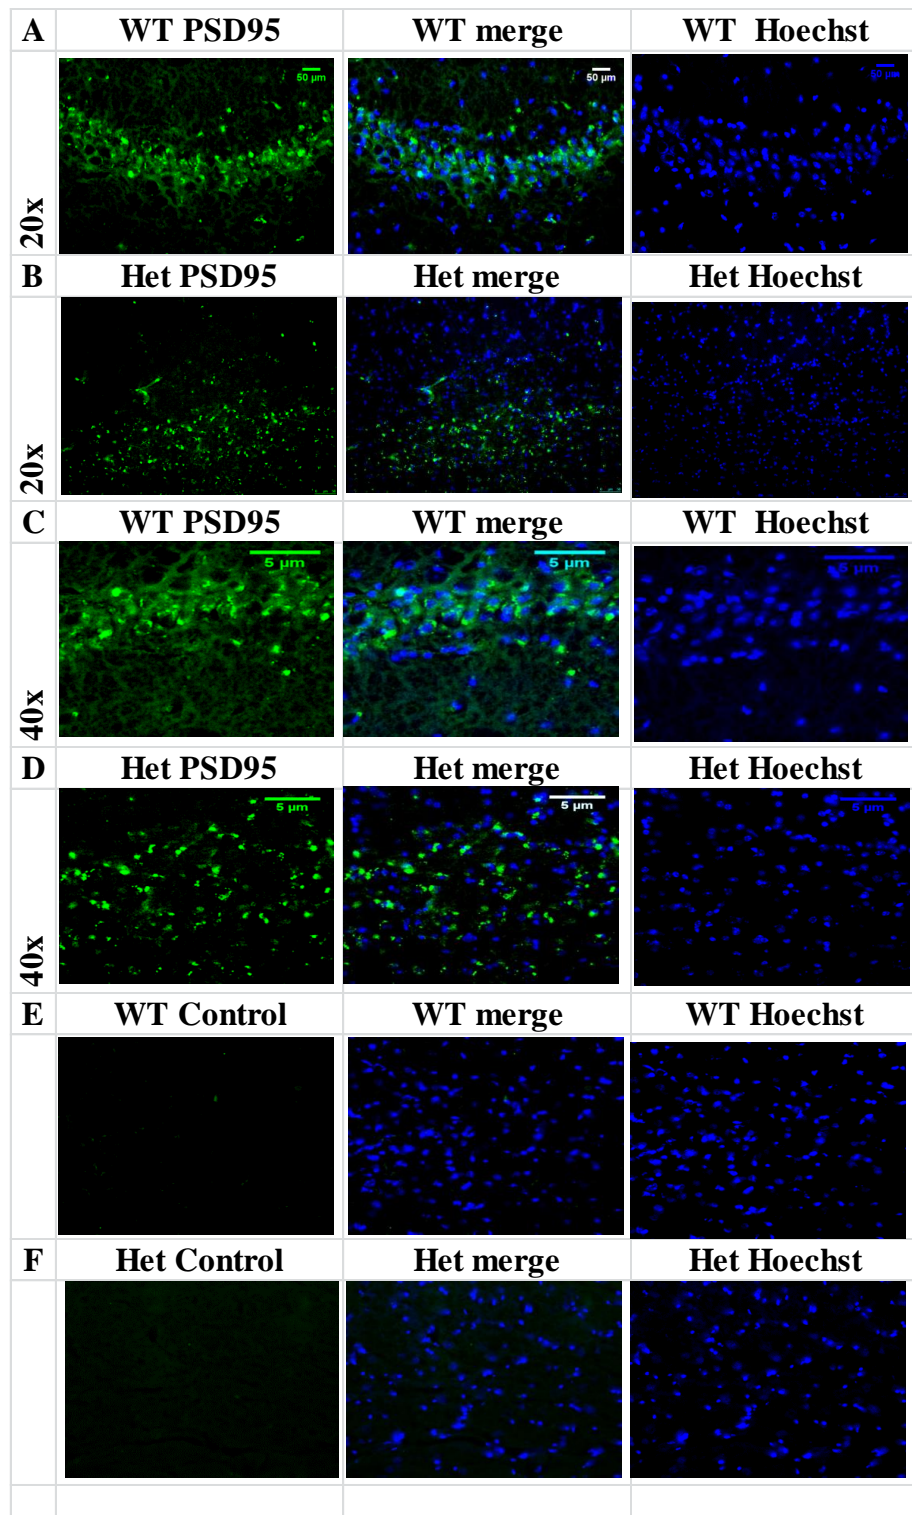 A WT PSD95 WT merge WT Hoechst
50 µm 50 µm 50 µm
20x
B Het PSD95 Het merge Het Hoechst
20x
C WT PSD95 WT merge WT Hoechst
5 µm 5 µm 5 µm
40x
D Het PSD95 Het merge Het Hoechst
5 µm 5 µm 5 µm
40x
E WT Control WT merge WT Hoechst
F Het Control Het merge Het Hoechst